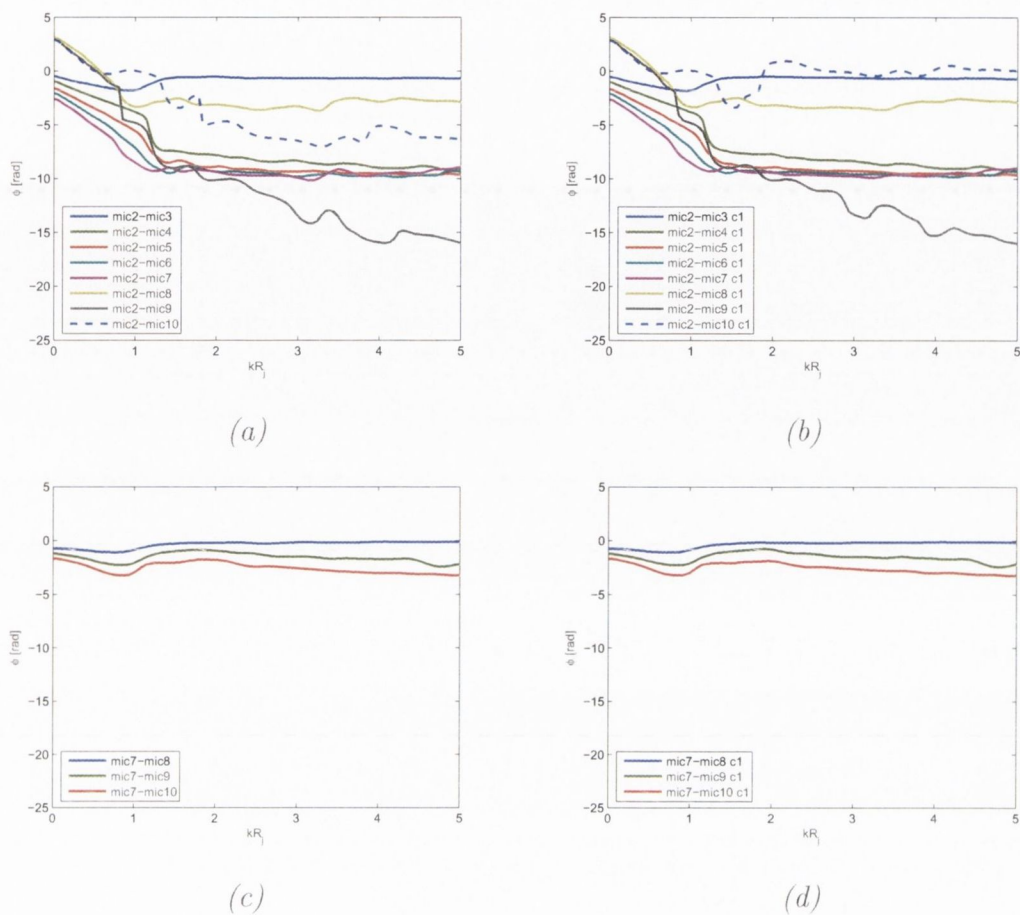 5
0
−5
−10
−15
−20
−25
ϕ [rad]
mic2−mic3
mic2−mic4
mic2−mic5
mic2−mic6
mic2−mic7
mic2−mic8
mic2−mic9
mic2−mic10
0 1 2 3 4 5
kRj
(a)
5
0
−5
−10
−15
−20
−25
ϕ [rad]
mic2−mic3 c1
mic2−mic4 c1
mic2−mic5 c1
mic2−mic6 c1
mic2−mic7 c1
mic2−mic8 c1
mic2−mic9 c1
mic2−mic10 c1
0 1 2 3 4 5
kRj
(b)
5
0
−5
−10
−15
−20
−25
ϕ [rad]
mic7−mic8
mic7−mic9
mic7−mic10
0 1 2 3 4 5
kRj
(c)
5
0
−5
−10
−15
−20
−25
ϕ [rad]
mic7−mic8 c1
mic7−mic9 c1
mic7−mic10 c1
0 1 2 3 4 5
kRj
(d)